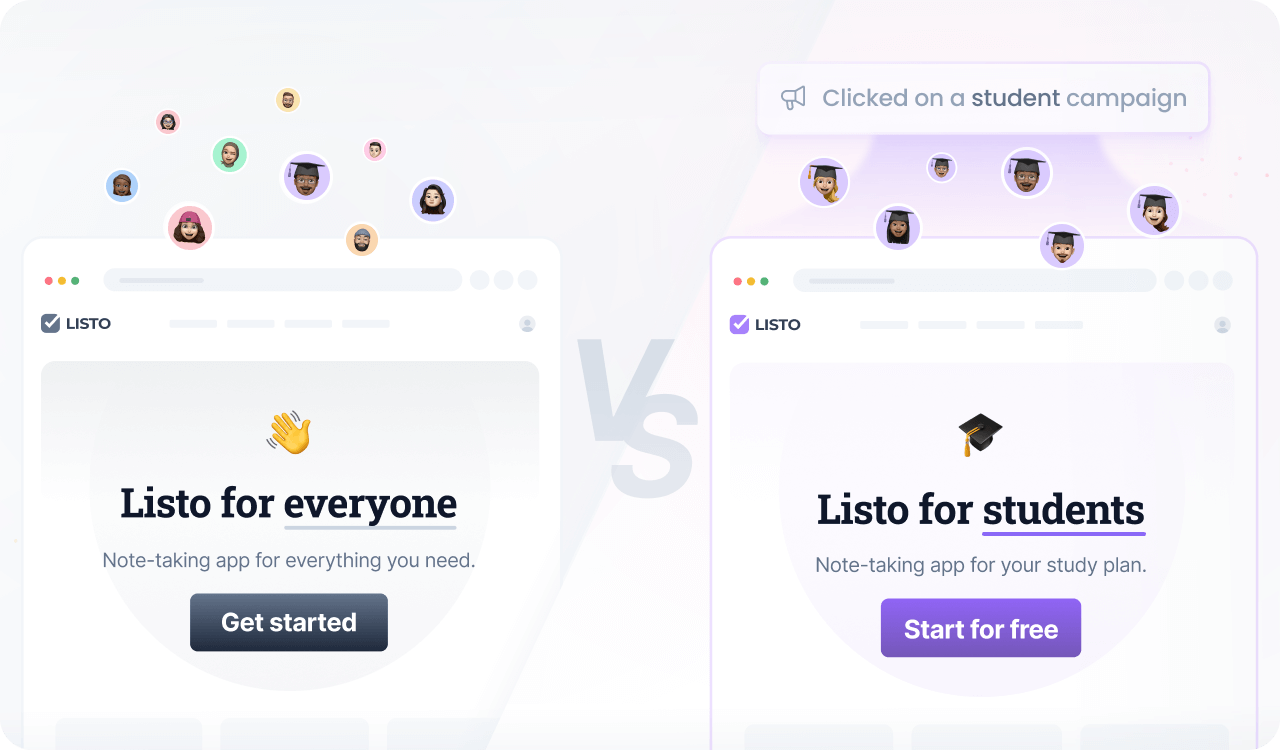 Clicked on a student campaign
LISTO
Listo for everyone
Note-taking app for everything you need.
Get started
VS
LISTO
Listo for students
Note-taking app for your study plan.
Start for free